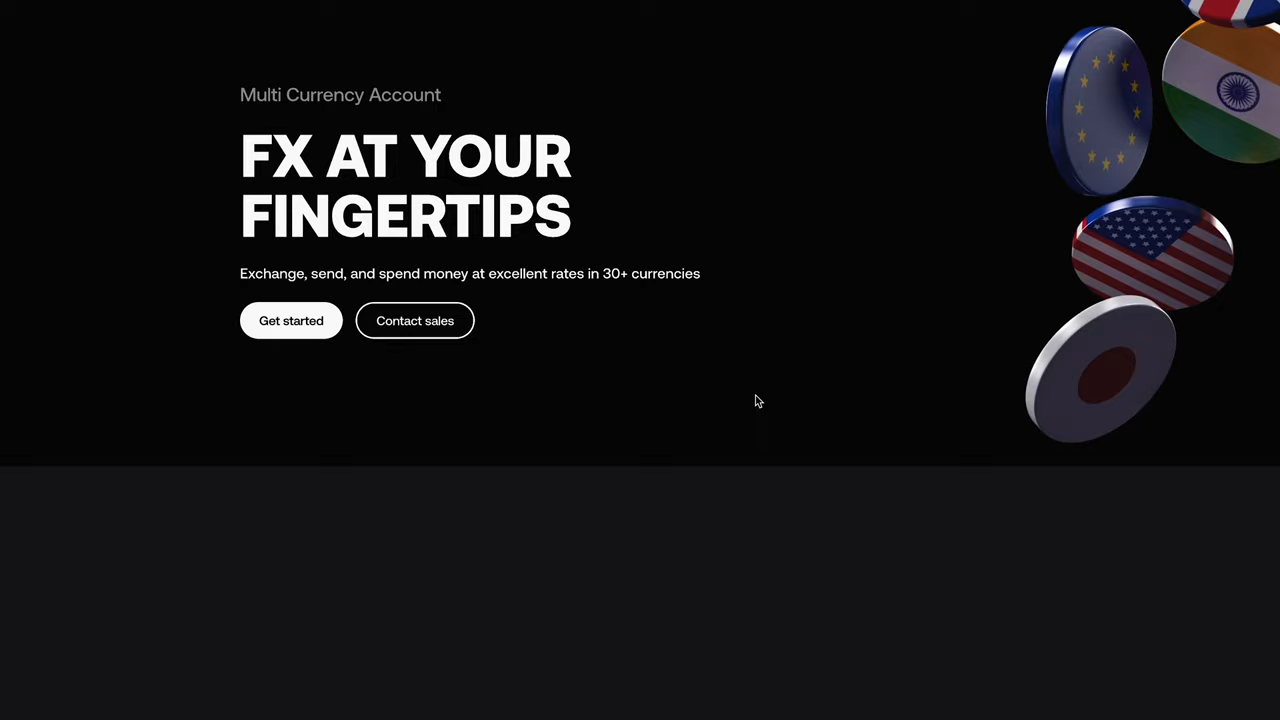 Multi Currency Account
FX AT YOUR
FINGERTIPS
Exchange, send, and spend money at excellent rates in 30+ currencies
Get started
Contact sales